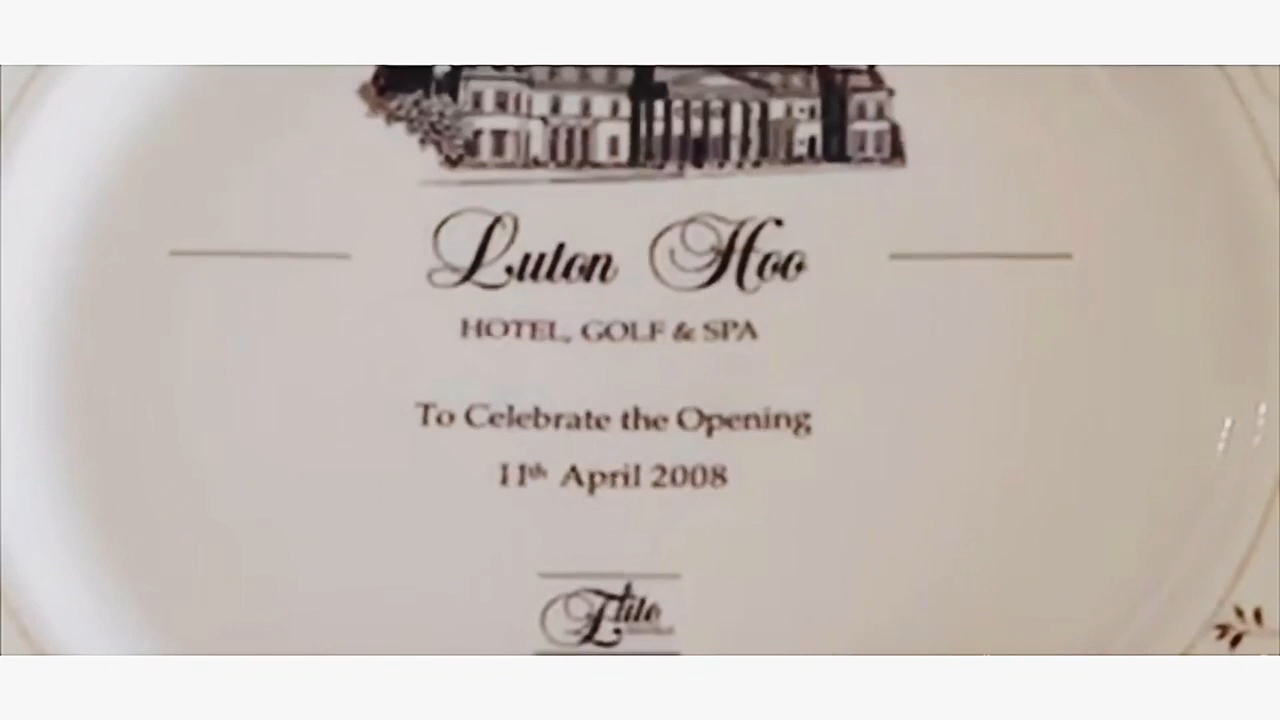 Luton Hoo
HOTEL, GOLF & SPA
To Celebrate the Opening
11th April 2008
Elite